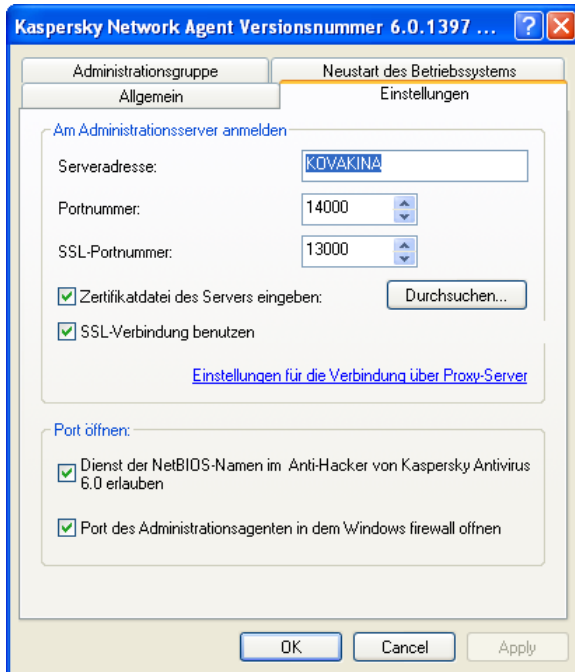 Kaspersky Network Agent Versionsnummer 6.0.1397 ...
Administrationsgruppe
Neustart des Betriebssystems
Allgemein
Einstellungen
Am Administrationsserver anmelden
Serveradresse:
KOVAKINA
Portnummer:
14000
SSL-Portnummer:
13000
Zertifikatdatei des Servers eingeben:
Durchsuchen...
SSL-Verbindung benutzen
Einstellungen für die Verbindung über Proxy-Server
Port öffnen:
Dienst der NetBIOS-Namen im Anti-Hacker von Kaspersky Antivirus
6.0 erlauben
Port des Administrationsagenten in dem Windows firewall offnen
OK
Cancel
Apply